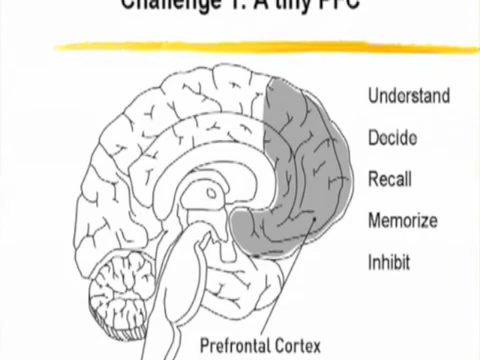 Challenge 1: A tiny PFC
Understand
Decide
Recall
Memorize
Inhibit
Prefrontal Cortex